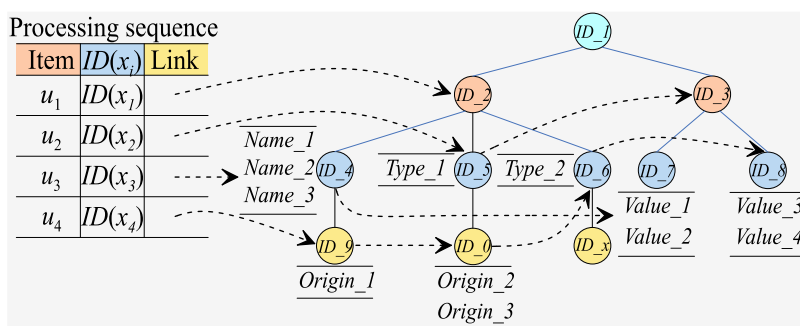 Processing sequence
Item ID(xi) Link
u1 ID(x1)
u2 ID(x2)
u3 ID(x3)
u4 ID(x4)
ID_1
ID_2
ID_3
Name_1
Name_2
Name_3
ID_4
Type_1
ID_5
Type_2
ID_6
ID_7
ID_8
Value_1
Value_2
Value_3
Value_4
ID_9
ID_0
ID_x
Origin_1
Origin_2
Origin_3